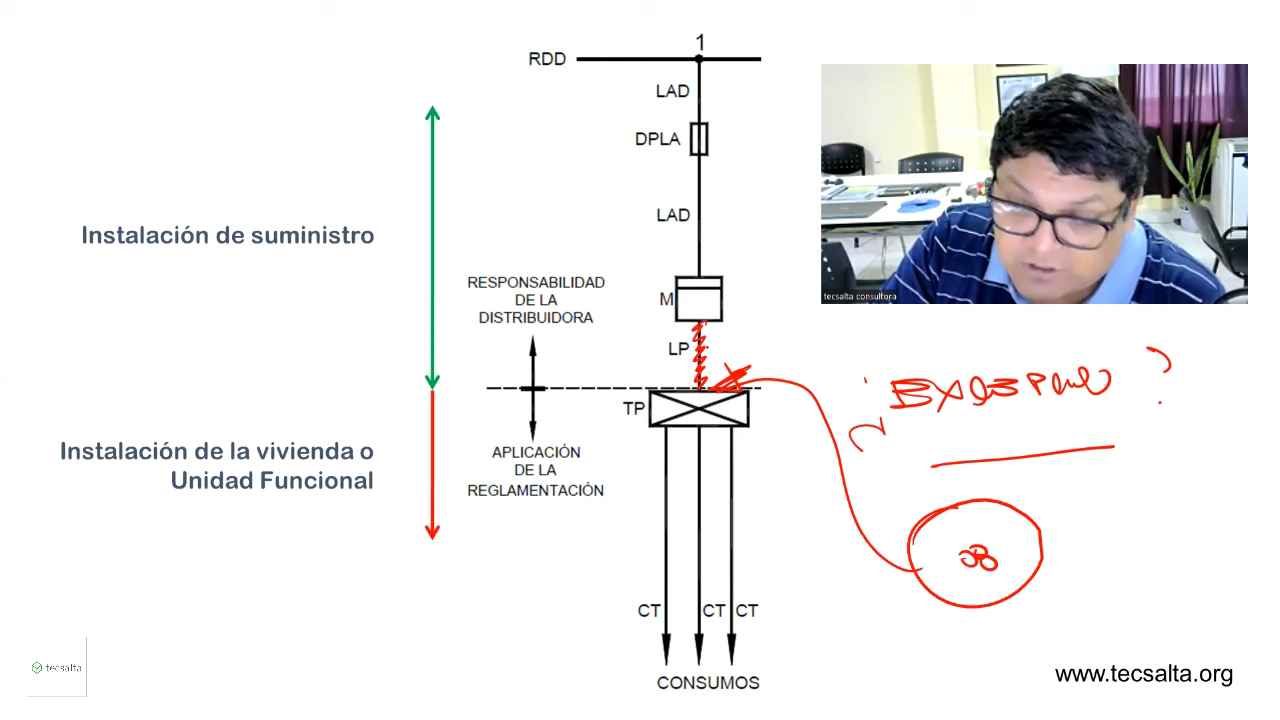 1
RDD
LAD
DPLA
LAD
Instalación de suministro
RESPONSABILIDAD
DE LA
DISTRIBUIDORA
M
LP
TP
Instalación de la vivienda o
Unidad Funcional
APLICACIÓN
DE LA
REGLAMENTACIÓN
CT
CT
CT
CONSUMOS
tecsalta consultora
tecsalta
www.tecsalta.org